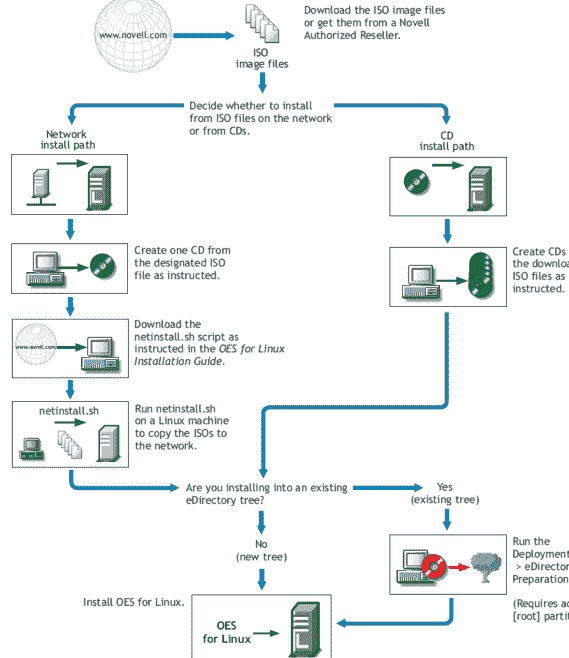 www.novell.com
Download the ISO image files
or get them from a Novell
Authorized Reseller.
ISO
image files
Decide whether to install
from ISO files on the network
or from CDs.
Network
install path
CD
install path
Create one CD from
the designated ISO
file as instructed.
Create CDs
the downloa
ISO files as
instructed.
www.novell.com
Download the
netinstall.sh script as
instructed in the OES for Linux
Installation Guide.
netinstall.sh
Run netinstall.sh
on a Linux machine
to copy the ISOs to
the network.
Are you installing into an existing
eDirectory tree?
Yes
(existing tree)
No
(new tree)
Run the
Deployment
> eDirector
Preparation
(Requires ad
[root] partit
Install OES for Linux.
OES
for Linux